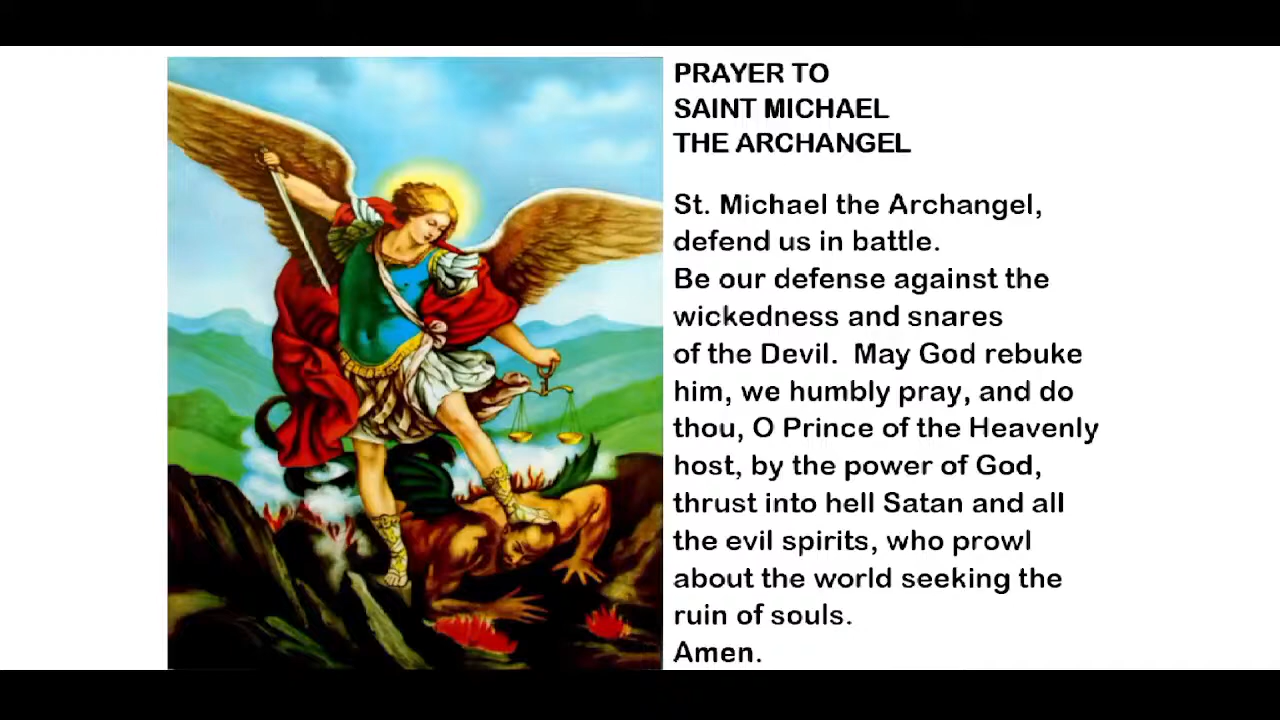 PRAYER TO
SAINT MICHAEL
THE ARCHANGEL
St. Michael the Archangel,
defend us in battle.
Be our defense against the
wickedness and snares
of the Devil.  May God rebuke
him, we humbly pray, and do
thou, O Prince of the Heavenly
host, by the power of God,
thrust into hell Satan and all
the evil spirits, who prowl
about the world seeking the
ruin of souls.
Amen.